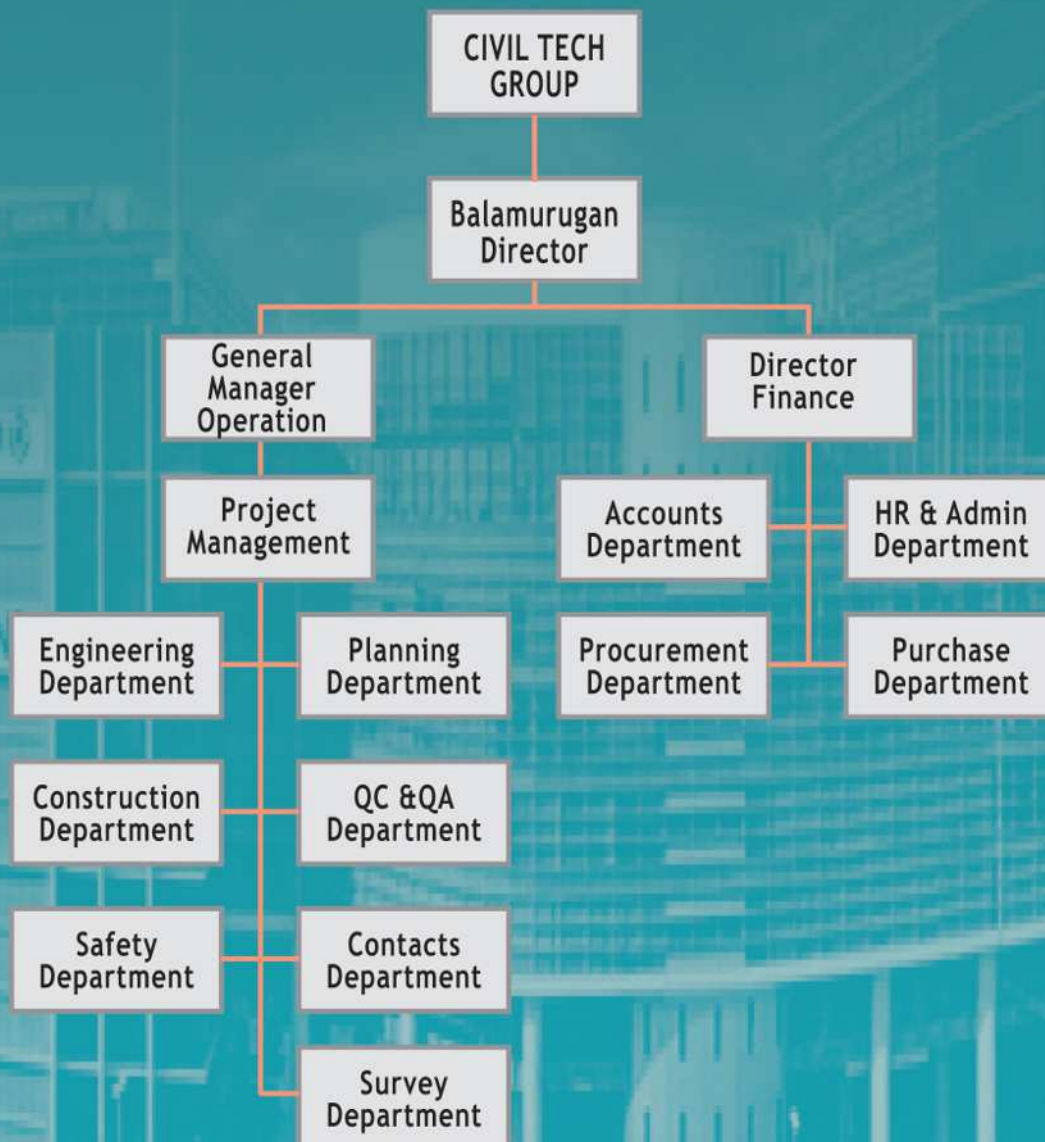 CIVIL TECH
GROUP
Balamurugan
Director
General
Manager
Operation
Director
Finance
Project
Management
Accounts
Department
HR & Admin
Department
Engineering
Department
Planning
Department
Procurement
Department
Purchase
Department
Construction
Department
QC &QA
Department
Safety
Department
Contacts
Department
Survey
Department